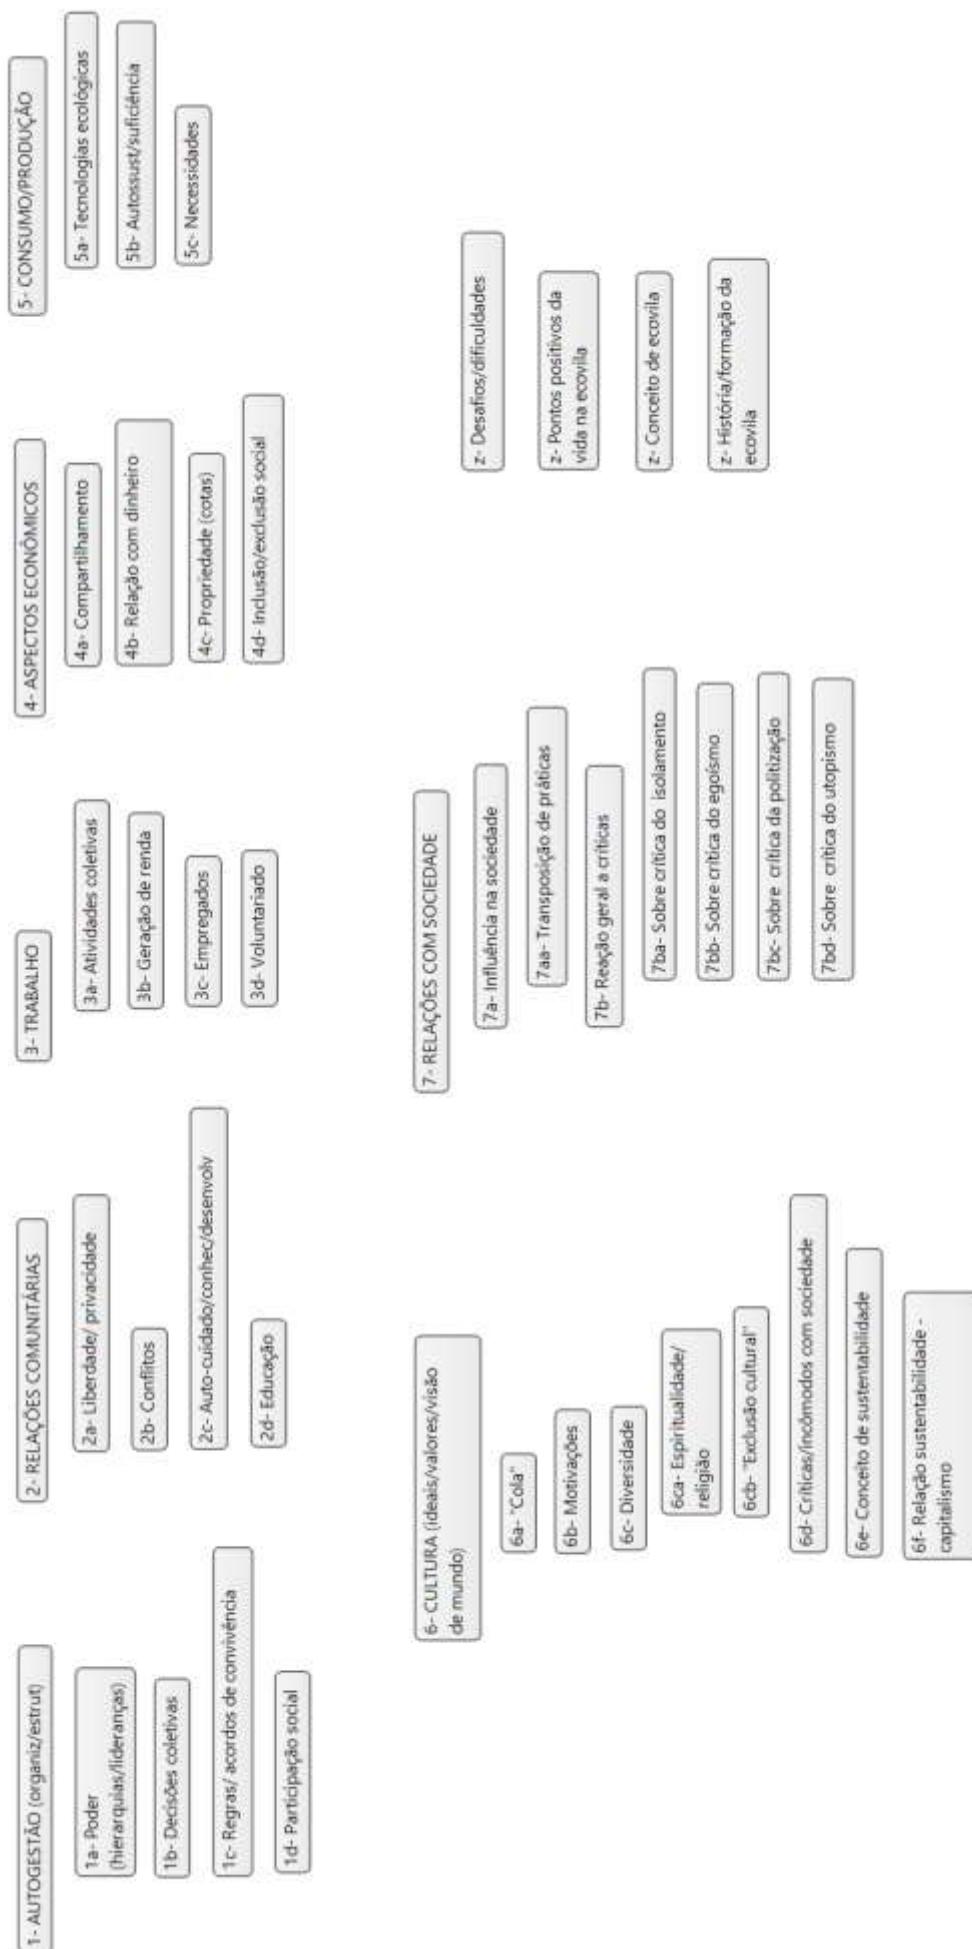 1- AUTOGESTÃO (organiz/estrut)
1a- Poder
(hierarquias/lideranças)
1b- Decisões coletivas
1c- Regras/ acordos de convivência
1d- Participação social
2- RELAÇÕES COMUNITÁRIAS
2a- Liberdade/ privacidade
2b- Conflitos
2c- Auto-cuidado/conhec/desenvolv
2d- Educação
3- TRABALHO
3a- Atividades coletivas
3b- Geração de renda
3c- Empregados
3d- Voluntariado
4- ASPECTOS ECONÔMICOS
4a- Compartilhamento
4b- Relação com dinheiro
4c- Propriedade (cotas)
4d- Inclusão/exclusão social
5- CONSUMO/PRODUÇÃO
5a- Tecnologias ecológicas
5b- Autossust/suficiência
5c- Necessidades
6- CULTURA (ideais/valores/visão
de mundo)
6a- "Cola"
6b- Motivações
6c- Diversidade
6ca- Espiritualidade/
religião
6cb- "Exclusão cultural"
6d- Críticas/incômodos com sociedade
6e- Conceito de sustentabilidade
6f- Relação sustentabilidade -
capitalismo
7- RELAÇÕES COM SOCIEDADE
7a- Influência na sociedade
7aa- Transposição de práticas
7b- Reação geral a críticas
7ba- Sobre crítica do isolamento
7bb- Sobre crítica do egoísmo
7bc- Sobre crítica da politização
7bd- Sobre crítica do utopismo
z- Desafios/dificuldades
z- Pontos positivos da
vida na ecovila
z- Conceito de ecovila
z- História/formação da
ecovila